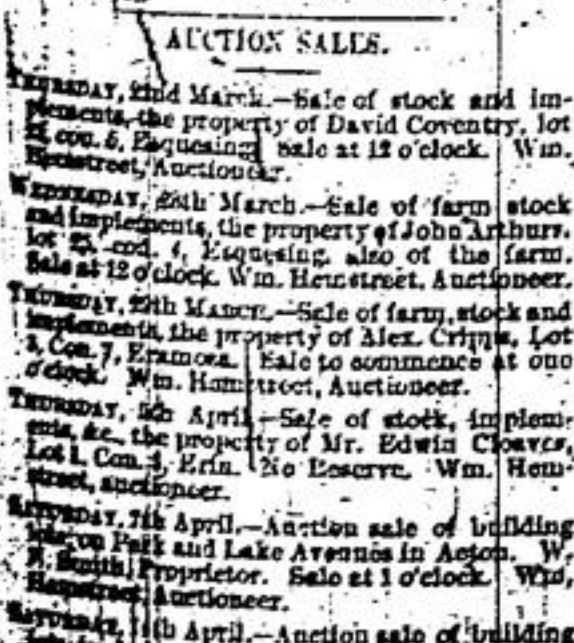 AUCTION SALES.
THURSDAY, 22nd March.—Sale of stock and im-
plements, the property of David Coventry, lot
con. 5, Esquesing. Sale at 12 o'clock. Wm.
Hemstreet, Auctioneer.
WEDNESDAY, 28th March.—Sale of farm stock
and implements, the property of John Arthurs,
lot 25, con. 4, Esquesing, also of the farm.
Sale at 12 o'clock. Wm. Hemstreet, Auctioneer.
THURSDAY, 29th MARCH.—Sale of farm stock and
implements, the property of Alex. Cripps, Lot
3, Con. 7, Eramosa. Sale to commence at one
o'clock. Wm. Hemstreet, Auctioneer.
THURSDAY, 5th April.—Sale of stock, implem-
ents, &c., the property of Mr. Edwin Cleaver,
Lot 1, Con. Erin. No Reserve. Wm. Hem-
street, auctioneer.
SATURDAY, 7th April.—Auction sale of building
lots on Park and Lake Avenues in Acton. W.
Smith, Proprietor. Sale at 1 o'clock. Wm,
Hemstreet, Auctioneer.
SATURDAY, 14th April.—Auction sale of building